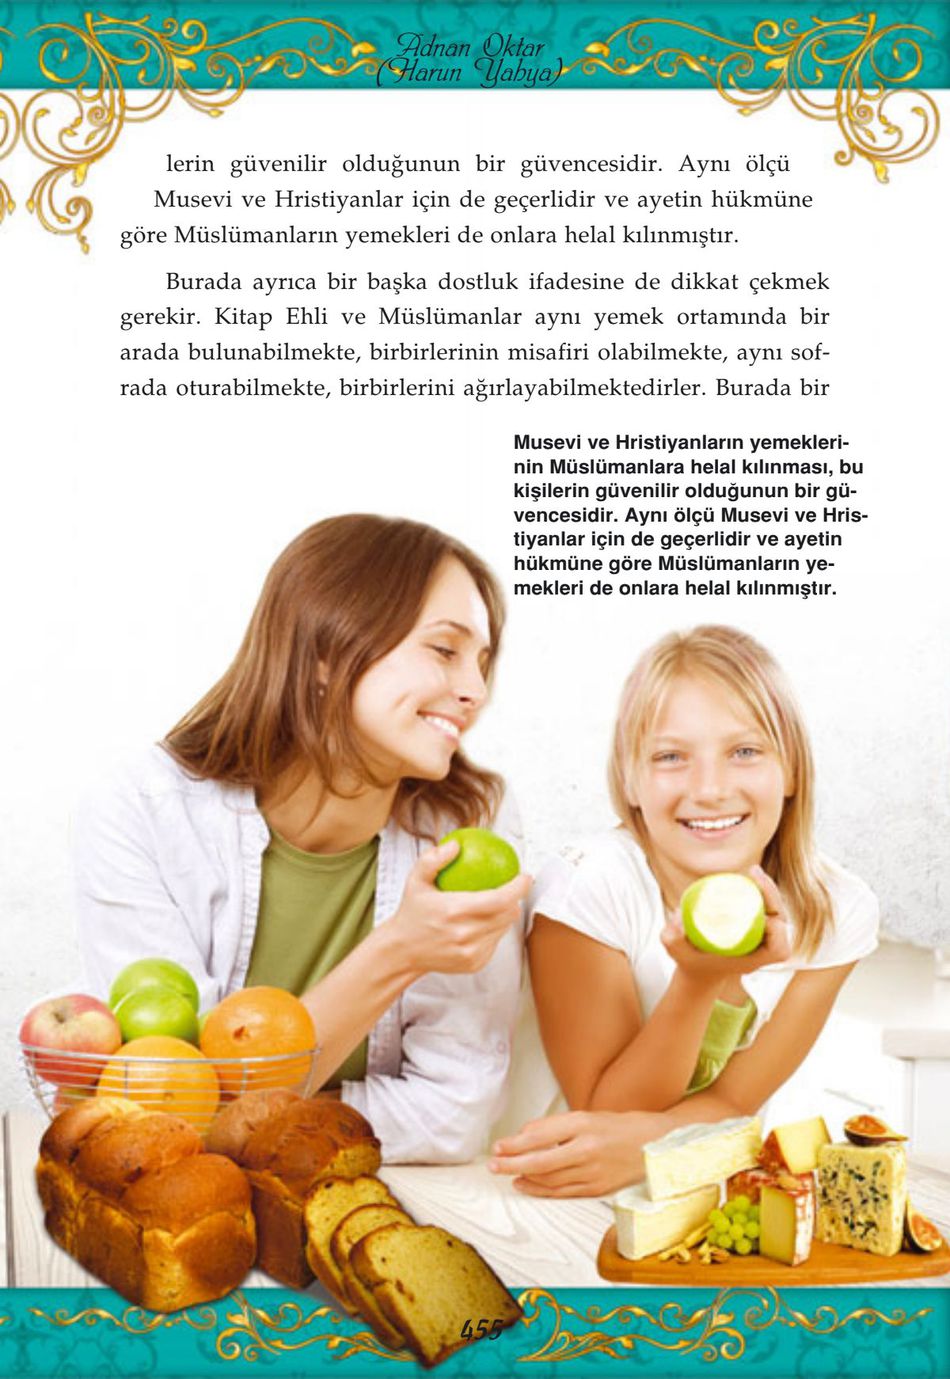 Adnan Oktar
(Harun Yahya)
lerin güvenilir olduğunun bir güvencesidir. Aynı ölçü
Musevi ve Hristiyanlar için de geçerlidir ve ayetin hükmüne
göre Müslümanların yemekleri de onlara helal kılınmıştır.
Burada ayrıca bir başka dostluk ifadesine de dikkat çekmek
gerekir. Kitap Ehli ve Müslümanlar aynı yemek ortamında bir
arada bulunabilmekte, birbirlerinin misafiri olabilmekte, aynı sof-
rada oturabilmekte, birbirlerini ağırlayabilmektedirler. Burada bir
Musevi ve Hristiyanların yemekleri-
nin Müslümanlara helal kılınması, bu
kişilerin güvenilir olduğunun bir gü-
vencesidir. Aynı ölçü Musevi ve Hris-
tiyanlar için de geçerlidir ve ayetin
hükmüne göre Müslümanların ye-
mekleri de onlara helal kılınmıştır.
455